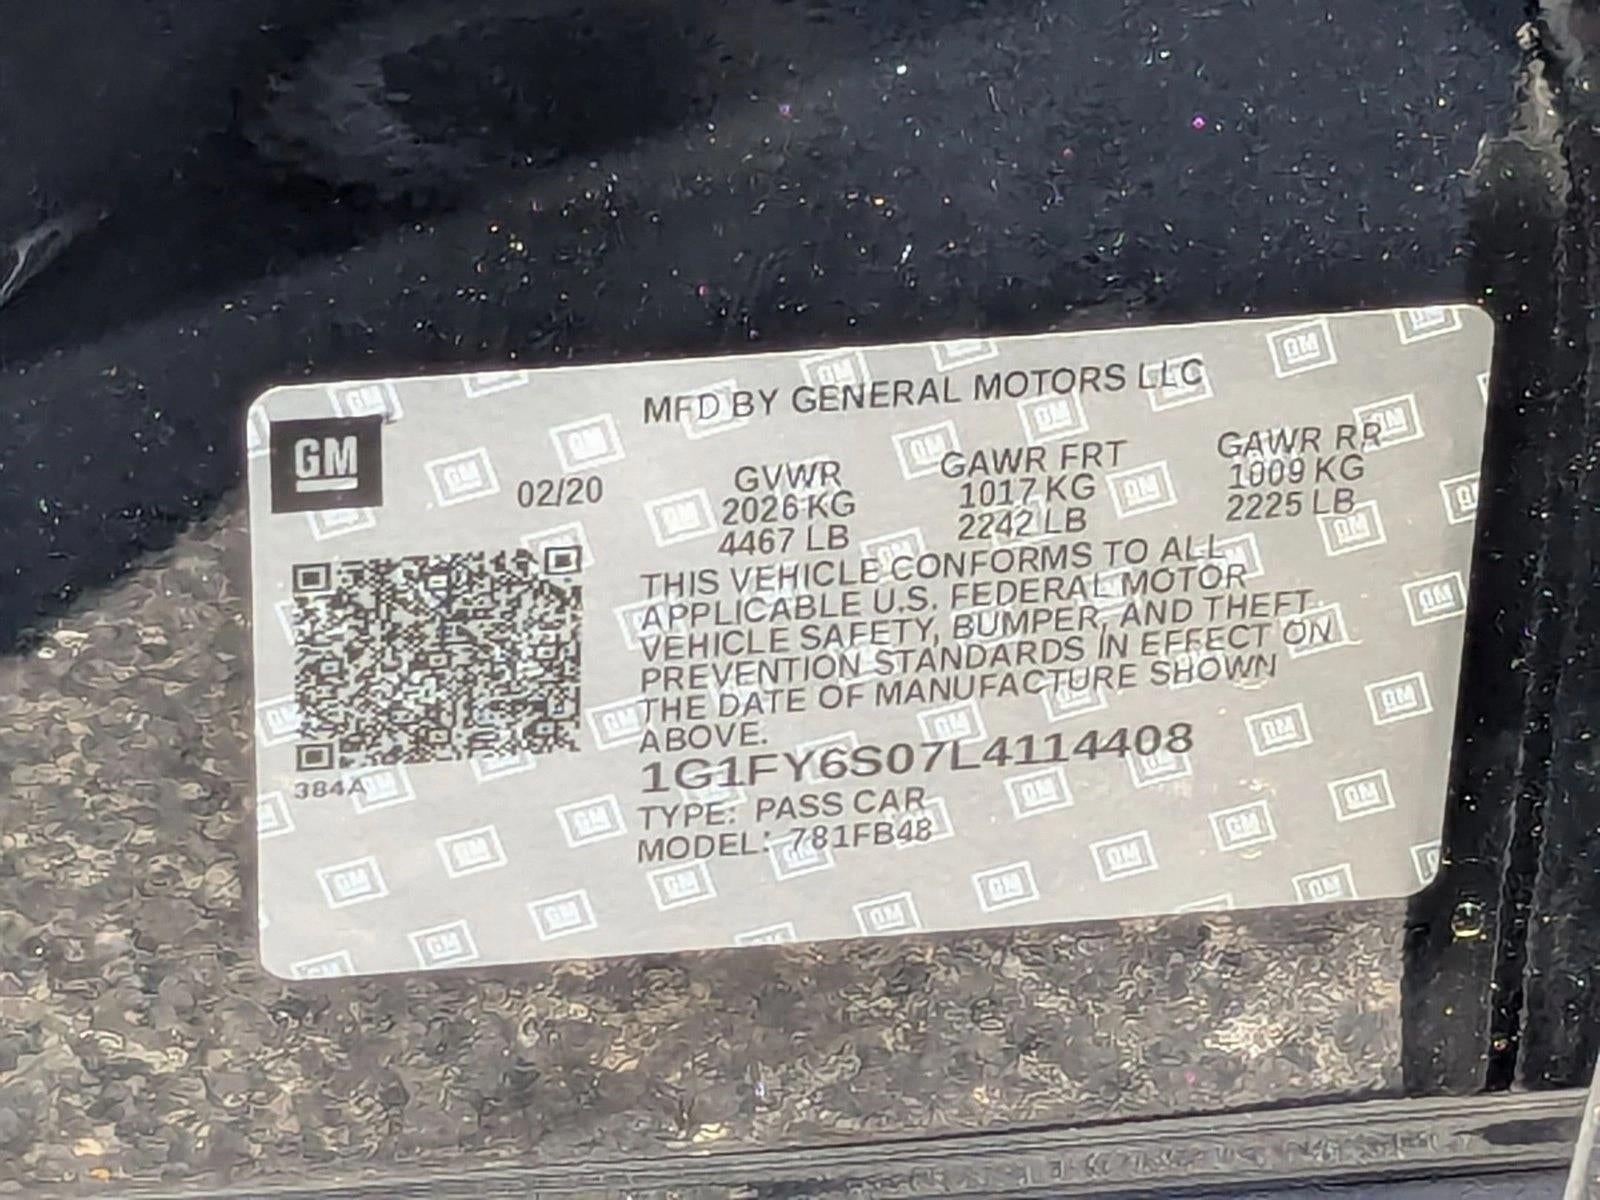 MFD BY GENERAL MOTORS LLC
GM
02/20
GVWR GAWR FRT GAWR RR
2026 KG 1017 KG 1009 KG
4467 LB 2242 LB 2225 LB
THIS VEHICLE CONFORMS TO ALL
APPLICABLE U.S. FEDERAL MOTOR
VEHICLE SAFETY, BUMPER, AND THEFT
PREVENTION STANDARDS IN EFFECT ON
THE DATE OF MANUFACTURE SHOWN
ABOVE.
1G1FY6S07L4114408
384A
TYPE: PASS CAR
MODEL: 781FB48